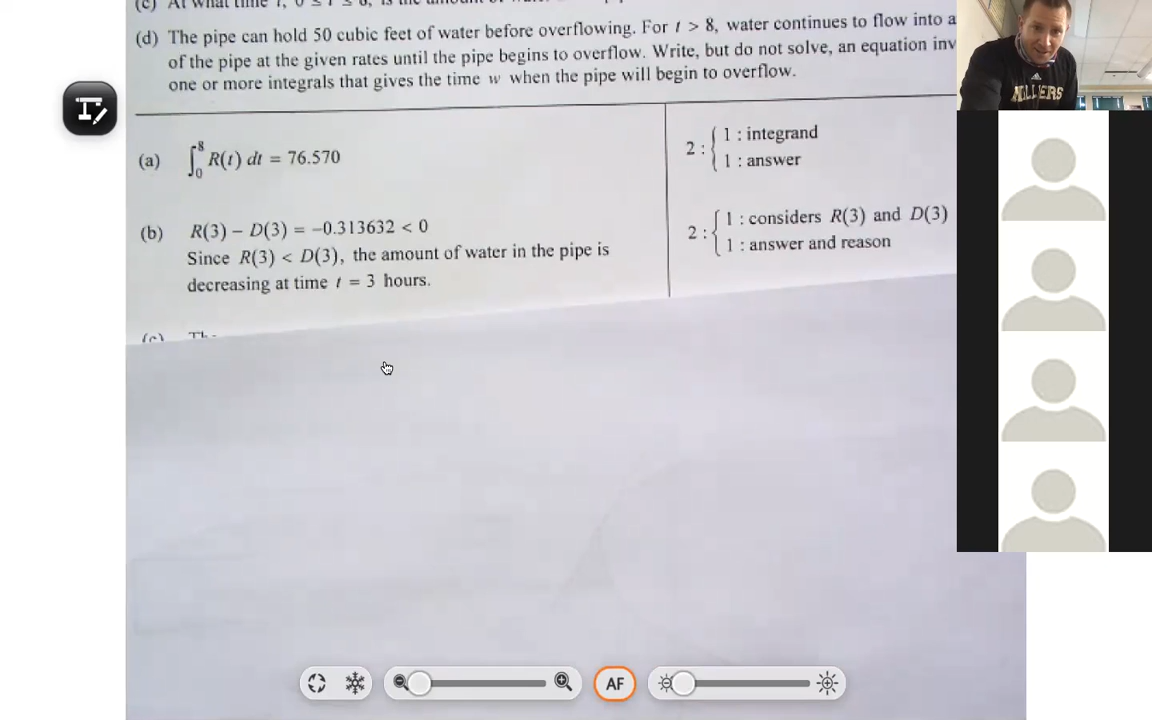 (d) The pipe can hold 50 cubic feet of water before overflowing. For t > 8, water continues to flow into a
of the pipe at the given rates until the pipe begins to overflow. Write, but do not solve, an equation inv
one or more integrals that gives the time w when the pipe will begin to overflow.
(a) ∫₀⁸ R(t) dt = 76.570
2 : { 1 : integrand
1 : answer
(b) R(3) − D(3) = −0.313632 < 0
Since R(3) < D(3), the amount of water in the pipe is
decreasing at time t = 3 hours.
2 : { 1 : considers R(3) and D(3)
1 : answer and reason
(c)
AF